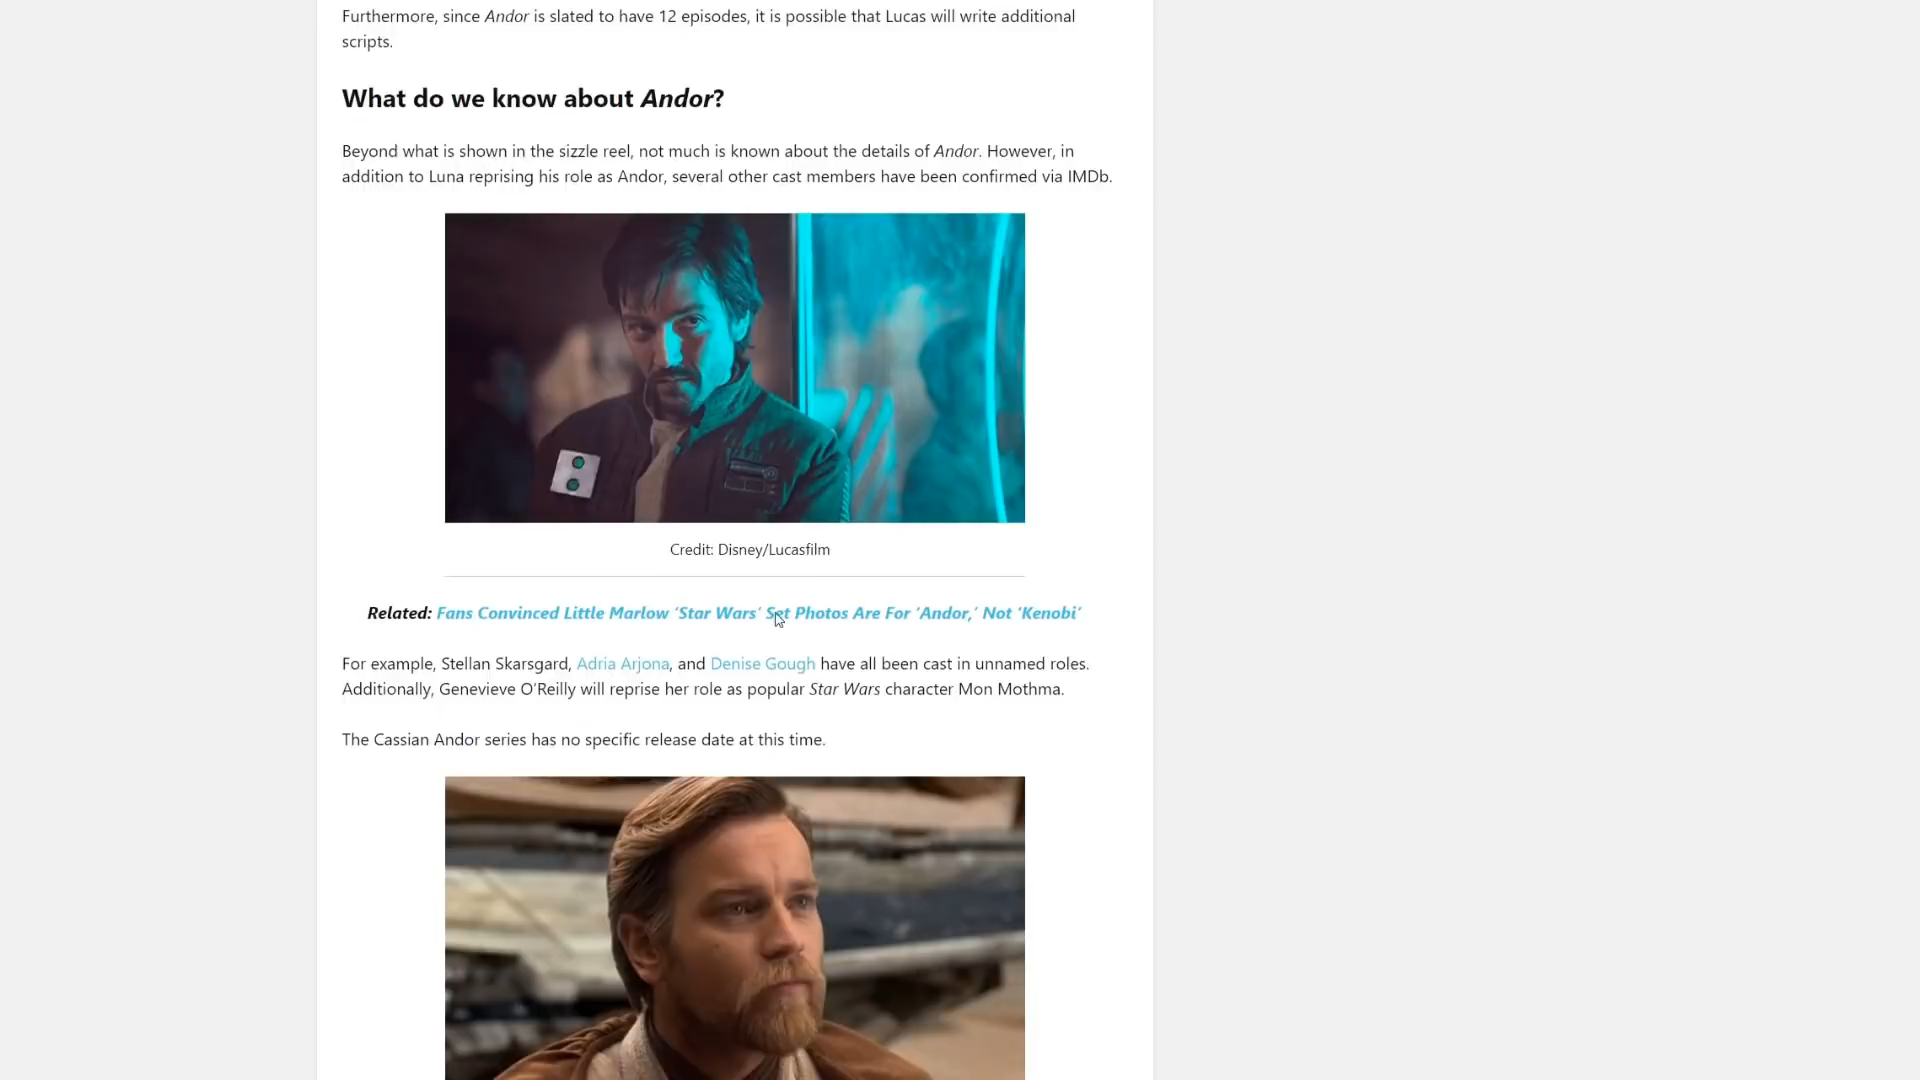 Furthermore, since Andor is slated to have 12 episodes, it is possible that Lucas will write additional
scripts.
What do we know about Andor?
Beyond what is shown in the sizzle reel, not much is known about the details of Andor. However, in
addition to Luna reprising his role as Andor, several other cast members have been confirmed via IMDb.
Credit: Disney/Lucasfilm
Related: Fans Convinced Little Marlow ‘Star Wars’ Set Photos Are For ‘Andor,’ Not ‘Kenobi’
For example, Stellan Skarsgard, Adria Arjona, and Denise Gough have all been cast in unnamed roles.
Additionally, Genevieve O’Reilly will reprise her role as popular Star Wars character Mon Mothma.
The Cassian Andor series has no specific release date at this time.